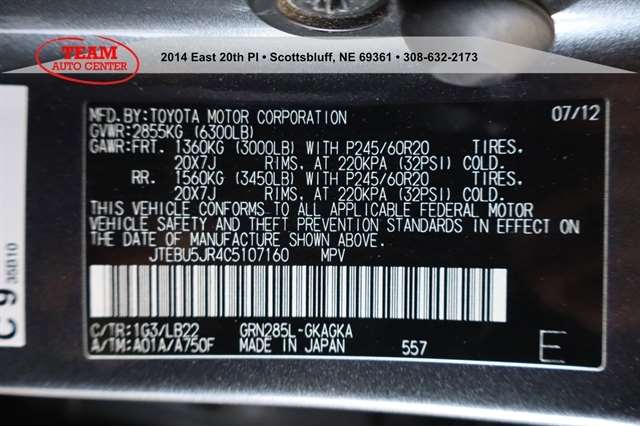 TEAM
AUTO CENTER
2014 East 20th Pl • Scottsbluff, NE 69361 • 308-632-2173
MFD.BY:TOYOTA MOTOR CORPORATION 07/12
GVWR:2855KG (6300LB)
GAWR:FRT. 1360KG (3000LB) WITH P245/60R20 TIRES.
20X7J RIMS. AT 220KPA (32PSI) COLD.
RR. 1560KG (3450LB) WITH P245/60R20 TIRES.
20X7J RIMS. AT 220KPA (32PSI) COLD.
THIS VEHICLE CONFORMS TO ALL APPLICABLE FEDERAL MOTOR
VEHICLE SAFETY AND THEFT PREVENTION STANDARDS IN EFFECT ON
THE DATE OF MANUFACTURE SHOWN ABOVE.
JTEBU5JR4C5107160 MPV
C/TR:1G3/LB22 GRN285L-GKAGKA
A/TM:A01A/A750F MADE IN JAPAN 557 E
C 9
35B10